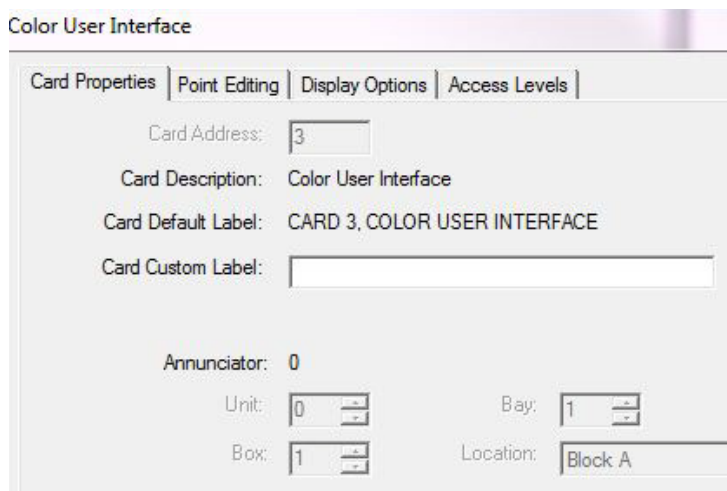 Color User Interface
Card Properties Point Editing Display Options Access Levels
Card Address: 3
Card Description: Color User Interface
Card Default Label: CARD 3, COLOR USER INTERFACE
Card Custom Label:
Annunciator: 0
Unit: 0 Bay: 1
Box: 1 Location: Block A